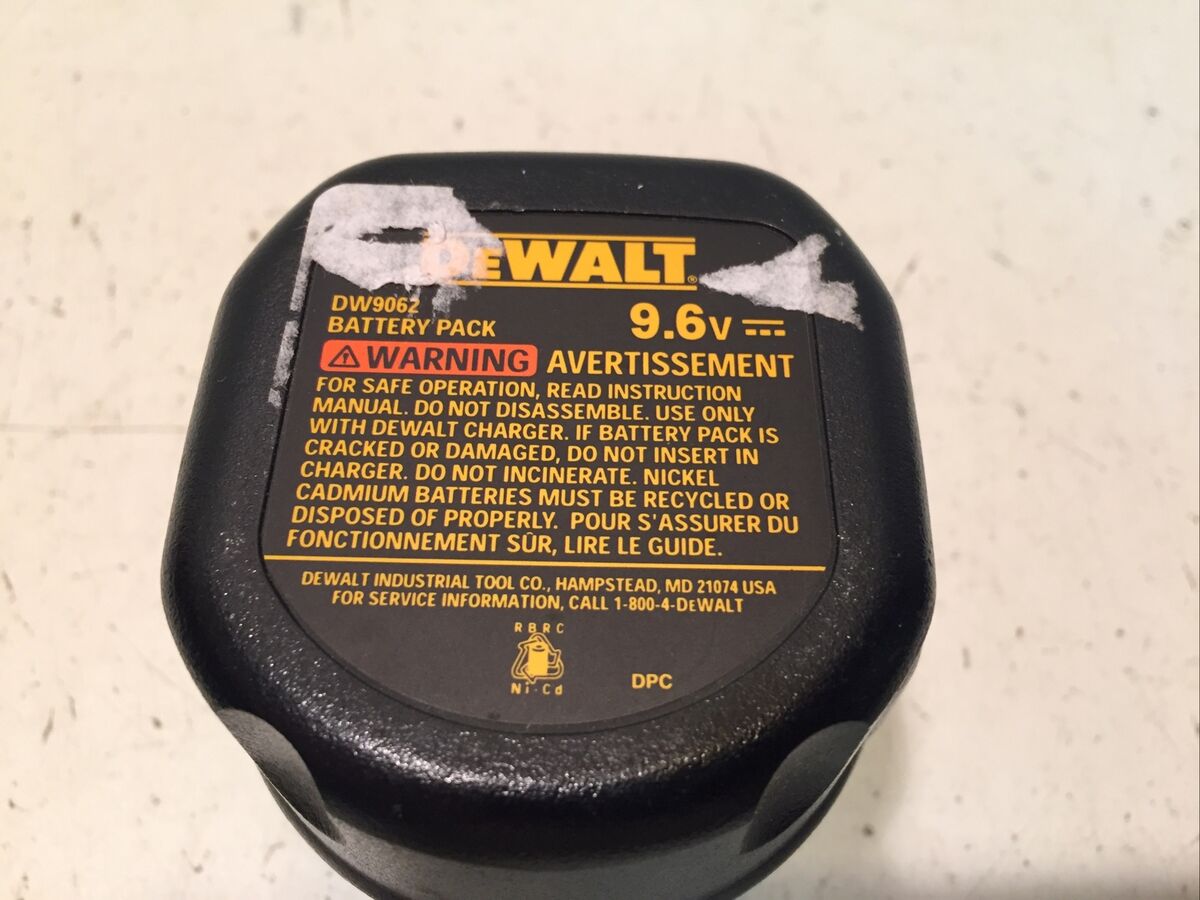 DEWALT®
DW9062
BATTERY PACK
9.6V
WARNING AVERTISSEMENT
FOR SAFE OPERATION, READ INSTRUCTION
MANUAL. DO NOT DISASSEMBLE. USE ONLY
WITH DEWALT CHARGER. IF BATTERY PACK IS
CRACKED OR DAMAGED, DO NOT INSERT IN
CHARGER. DO NOT INCINERATE. NICKEL
CADMIUM BATTERIES MUST BE RECYCLED OR
DISPOSED OF PROPERLY. POUR S'ASSURER DU
FONCTIONNEMENT SÛR, LIRE LE GUIDE.
DEWALT INDUSTRIAL TOOL CO., HAMPSTEAD, MD 21074 USA
FOR SERVICE INFORMATION, CALL 1-800-4-DEWALT
RBRC
Ni-Cd
DPC